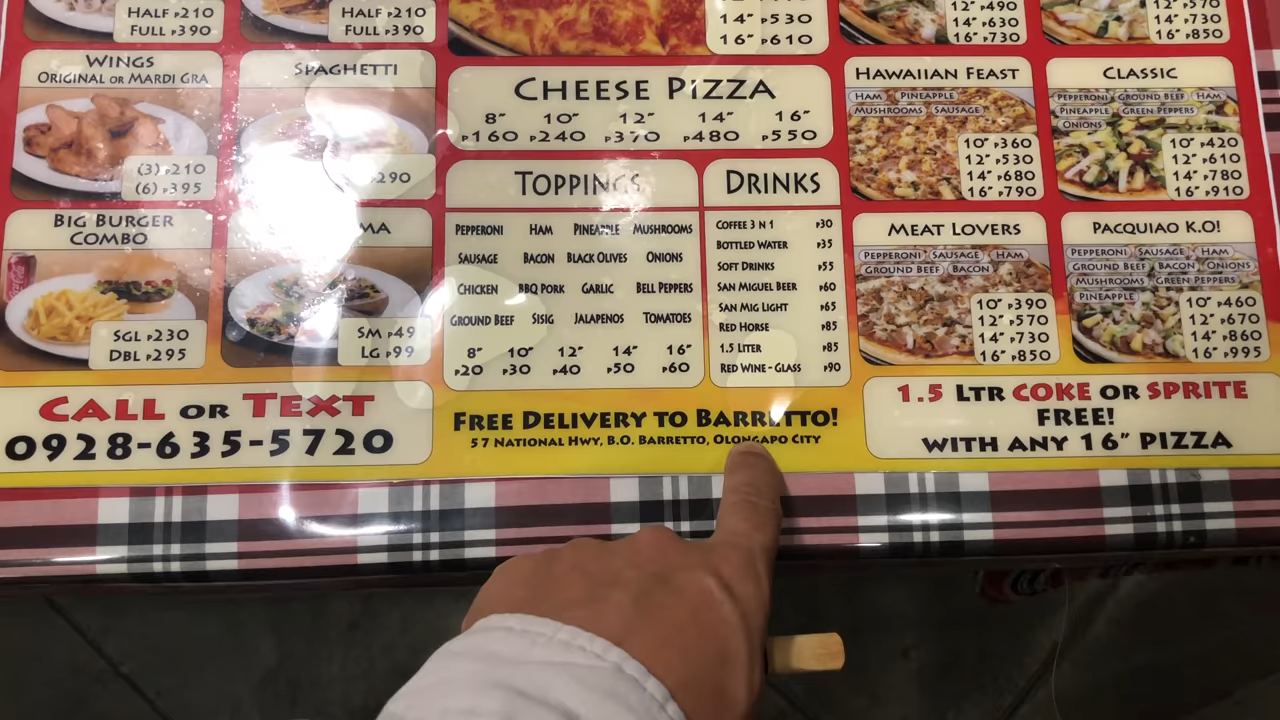 HALF ₱210
FULL ₱390
HALF ₱210
FULL ₱390
14" ₱530
16" ₱610
12" ₱490
14" ₱630
16" ₱730
12" ₱570
14" ₱730
16" ₱850
WINGS
ORIGINAL OR MARDI GRA
(3) ₱210
(6) ₱395
SPAGHETTI
₱290
CHEESE PIZZA
8" 10" 12" 14" 16"
₱160 ₱240 ₱370 ₱480 ₱550
HAWAIIAN FEAST
HAM PINEAPPLE
MUSHROOMS SAUSAGE
10" ₱360
12" ₱530
14" ₱680
16" ₱790
CLASSIC
PEPPERONI GROUND BEEF HAM
PINEAPPLE GREEN PEPPERS
ONIONS
10" ₱420
12" ₱610
14" ₱780
16" ₱910
BIG BURGER
COMBO
SGL ₱230
DBL ₱295
MA
SM ₱49
LG ₱99
TOPPINGS
PEPPERONI HAM PINEAPPLE MUSHROOMS
SAUSAGE BACON BLACK OLIVES ONIONS
CHICKEN BBQ PORK GARLIC BELL PEPPERS
GROUND BEEF SISIG JALAPENOS TOMATOES
8" 10" 12" 14" 16"
₱20 ₱30 ₱40 ₱50 ₱60
DRINKS
COFFEE 3 N 1 ₱30
BOTTLED WATER ₱35
SOFT DRINKS ₱55
SAN MIGUEL BEER ₱60
SAN MIG LIGHT ₱65
RED HORSE ₱85
1.5 LITER ₱85
RED WINE - GLASS ₱90
MEAT LOVERS
PEPPERONI SAUSAGE HAM
GROUND BEEF BACON
10" ₱390
12" ₱570
14" ₱730
16" ₱850
PACQUIAO K.O!
PEPPERONI SAUSAGE HAM
GROUND BEEF BACON ONIONS
MUSHROOMS GREEN PEPPERS
PINEAPPLE
10" ₱460
12" ₱670
14" ₱860
16" ₱995
CALL OR TEXT
0928-635-5720
FREE DELIVERY TO BARRETTO!
57 NATIONAL HWY, B.O. BARRETTO, OLONGAPO CITY
1.5 LTR COKE OR SPRITE
FREE!
WITH ANY 16" PIZZA